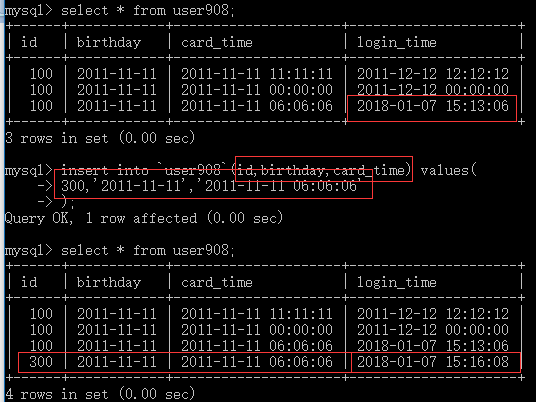 mysql> select * from user908;
+------+------------+---------------------+---------------------+
| id | birthday | card_time | login_time |
+------+------------+---------------------+---------------------+
| 100 | 2011-11-11 | 2011-11-11 11:11:11 | 2011-12-12 12:12:12 |
| 100 | 2011-11-11 | 2011-11-11 00:00:00 | 2011-12-12 00:00:00 |
| 100 | 2011-11-11 | 2011-11-11 06:06:06 | 2018-01-07 15:13:06 |
+------+------------+---------------------+---------------------+
3 rows in set (0.00 sec)
mysql> insert into `user908`(id,birthday,card_time) values(
-> 300,'2011-11-11','2011-11-11 06:06:06'
-> );
Query OK, 1 row affected (0.00 sec)
mysql> select * from user908;
+------+------------+---------------------+---------------------+
| id | birthday | card_time | login_time |
+------+------------+---------------------+---------------------+
| 100 | 2011-11-11 | 2011-11-11 11:11:11 | 2011-12-12 12:12:12 |
| 100 | 2011-11-11 | 2011-11-11 00:00:00 | 2011-12-12 00:00:00 |
| 100 | 2011-11-11 | 2011-11-11 06:06:06 | 2018-01-07 15:13:06 |
| 300 | 2011-11-11 | 2011-11-11 06:06:06 | 2018-01-07 15:16:08 |
+------+------------+---------------------+---------------------+
4 rows in set (0.00 sec)